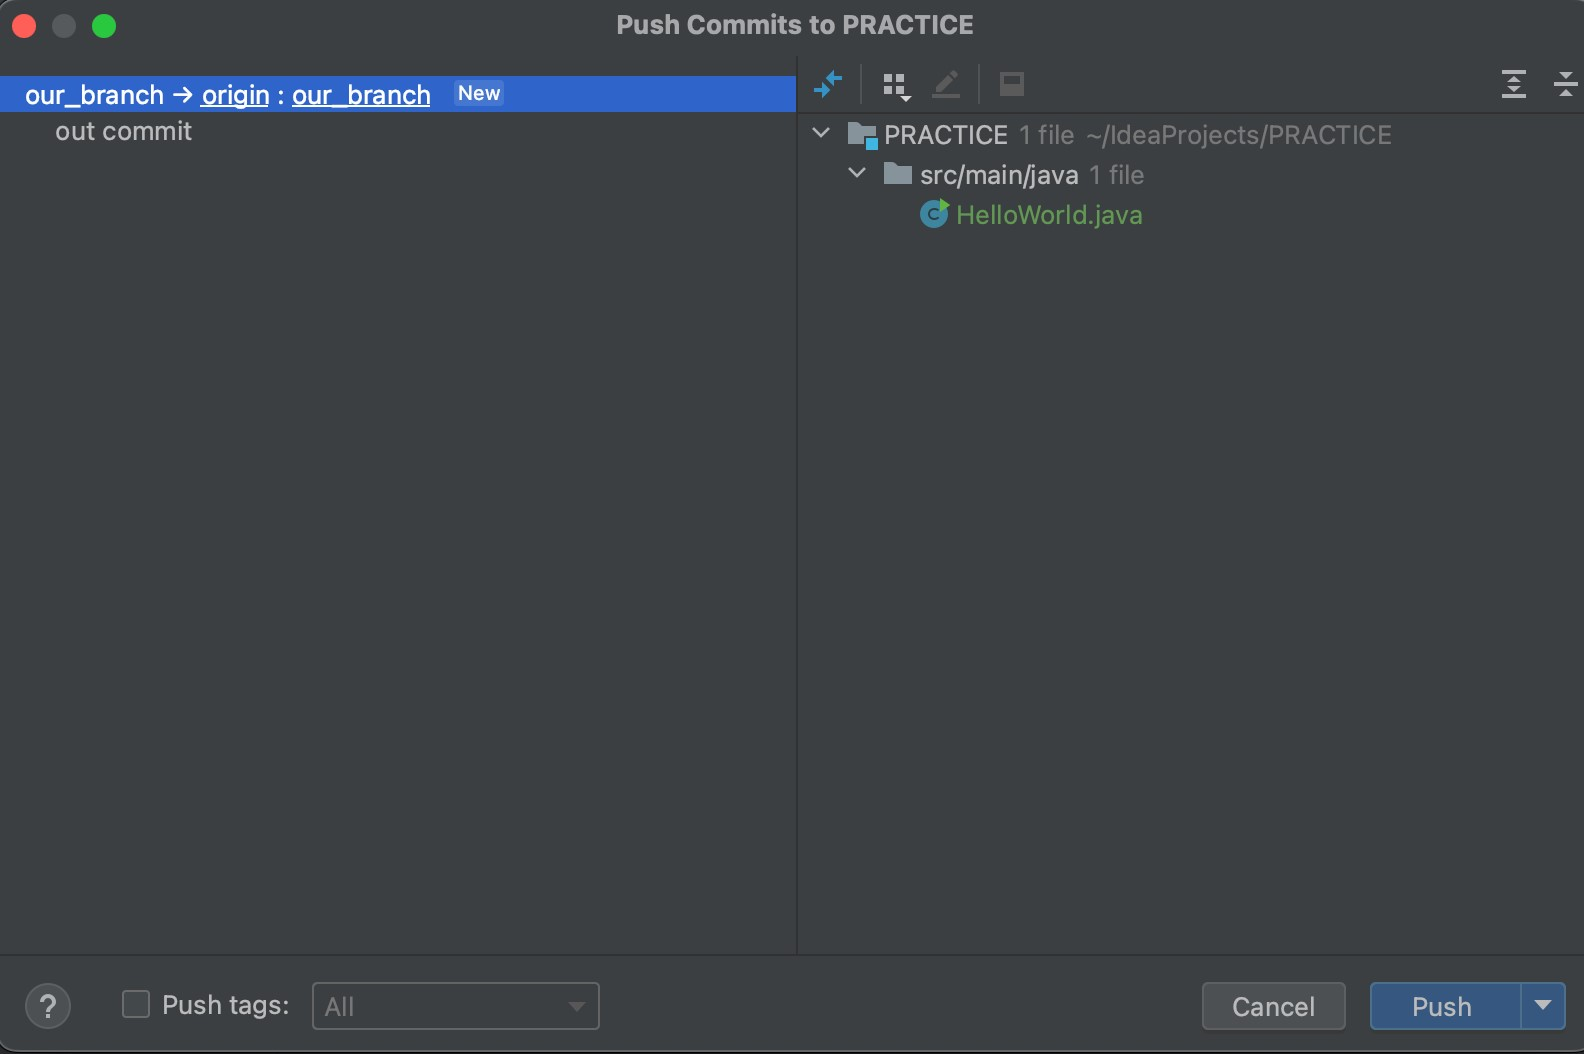 Push Commits to PRACTICE
our_branch → origin : our_branch New
out commit
PRACTICE 1 file ~/IdeaProjects/PRACTICE
src/main/java 1 file
C HelloWorld.java
? Push tags: All Cancel Push